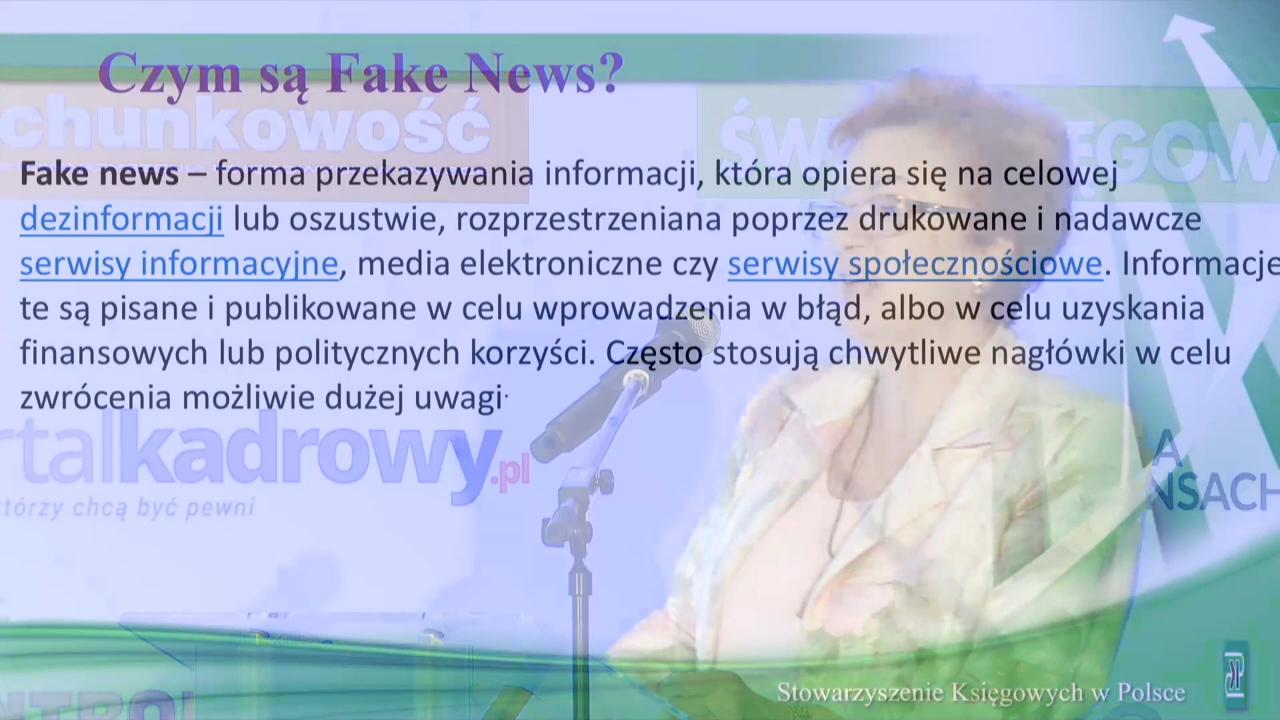 Czym są Fake News?
chunkowość
Fake news – forma przekazywania informacji, która opiera się na celowej
dezinformacji lub oszustwie, rozprzestrzeniana poprzez drukowane i nadawcze
serwisy informacyjne, media elektroniczne czy serwisy społecznościowe. Informacje
te są pisane i publikowane w celu wprowadzenia w błąd, albo w celu uzyskania
finansowych lub politycznych korzyści. Często stosują chwytliwe nagłówki w celu
zwrócenia możliwie dużej uwagi.
rtalkadrowy.pl
którzy chcą być pewni
A
NSACH
Stowarzyszenie Księgowych w Polsce